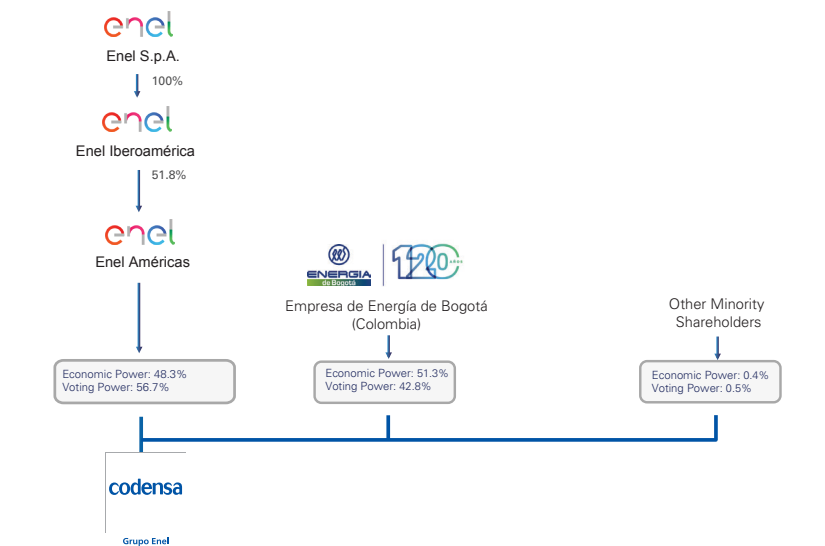 enel
Enel S.p.A.
100%
enel
Enel Iberoamérica
51.8%
enel
Enel Américas
ENERGIA
de Bogotá
120
Empresa de Energía de Bogotá
(Colombia)
Other Minority
Shareholders
Economic Power: 48.3%
Voting Power: 56.7%
Economic Power: 51.3%
Voting Power: 42.8%
Economic Power: 0.4%
Voting Power: 0.5%
codensa
Grupo Enel